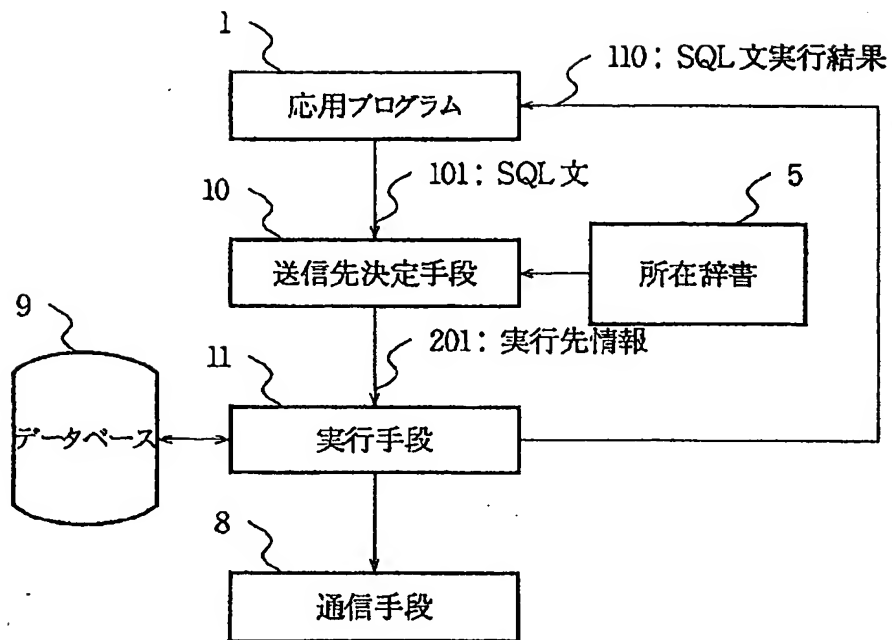 1
110: SQL文実行結果
応用プログラム
101: SQL文
10
5
送信先決定手段
所在辞書
9
201: 実行先情報
11
データベース
実行手段
8
通信手段